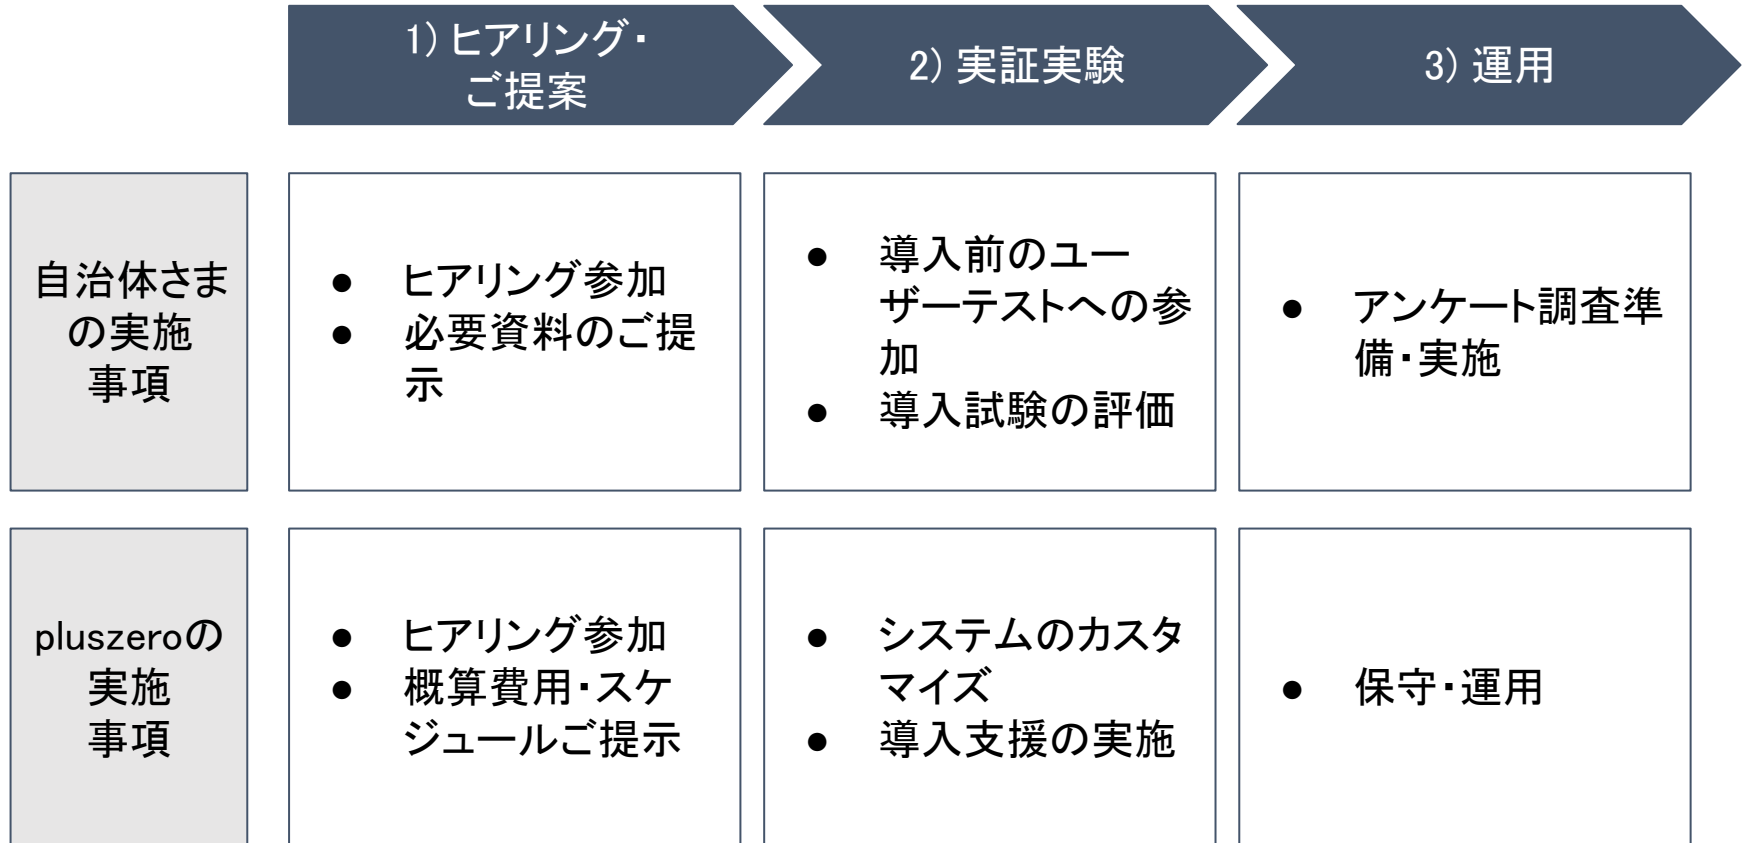 1) ヒアリング・
ご提案
2) 実証実験
3) 運用
自治体さま
の実施
事項
● ヒアリング参加
● 必要資料のご提
示
● 導入前のユー
ザーテストへの参
加
● 導入試験の評価
● アンケート調査準
備・実施
pluszeroの
実施
事項
● ヒアリング参加
● 概算費用・スケ
ジュールご提示
● システムのカスタ
マイズ
● 導入支援の実施
● 保守・運用